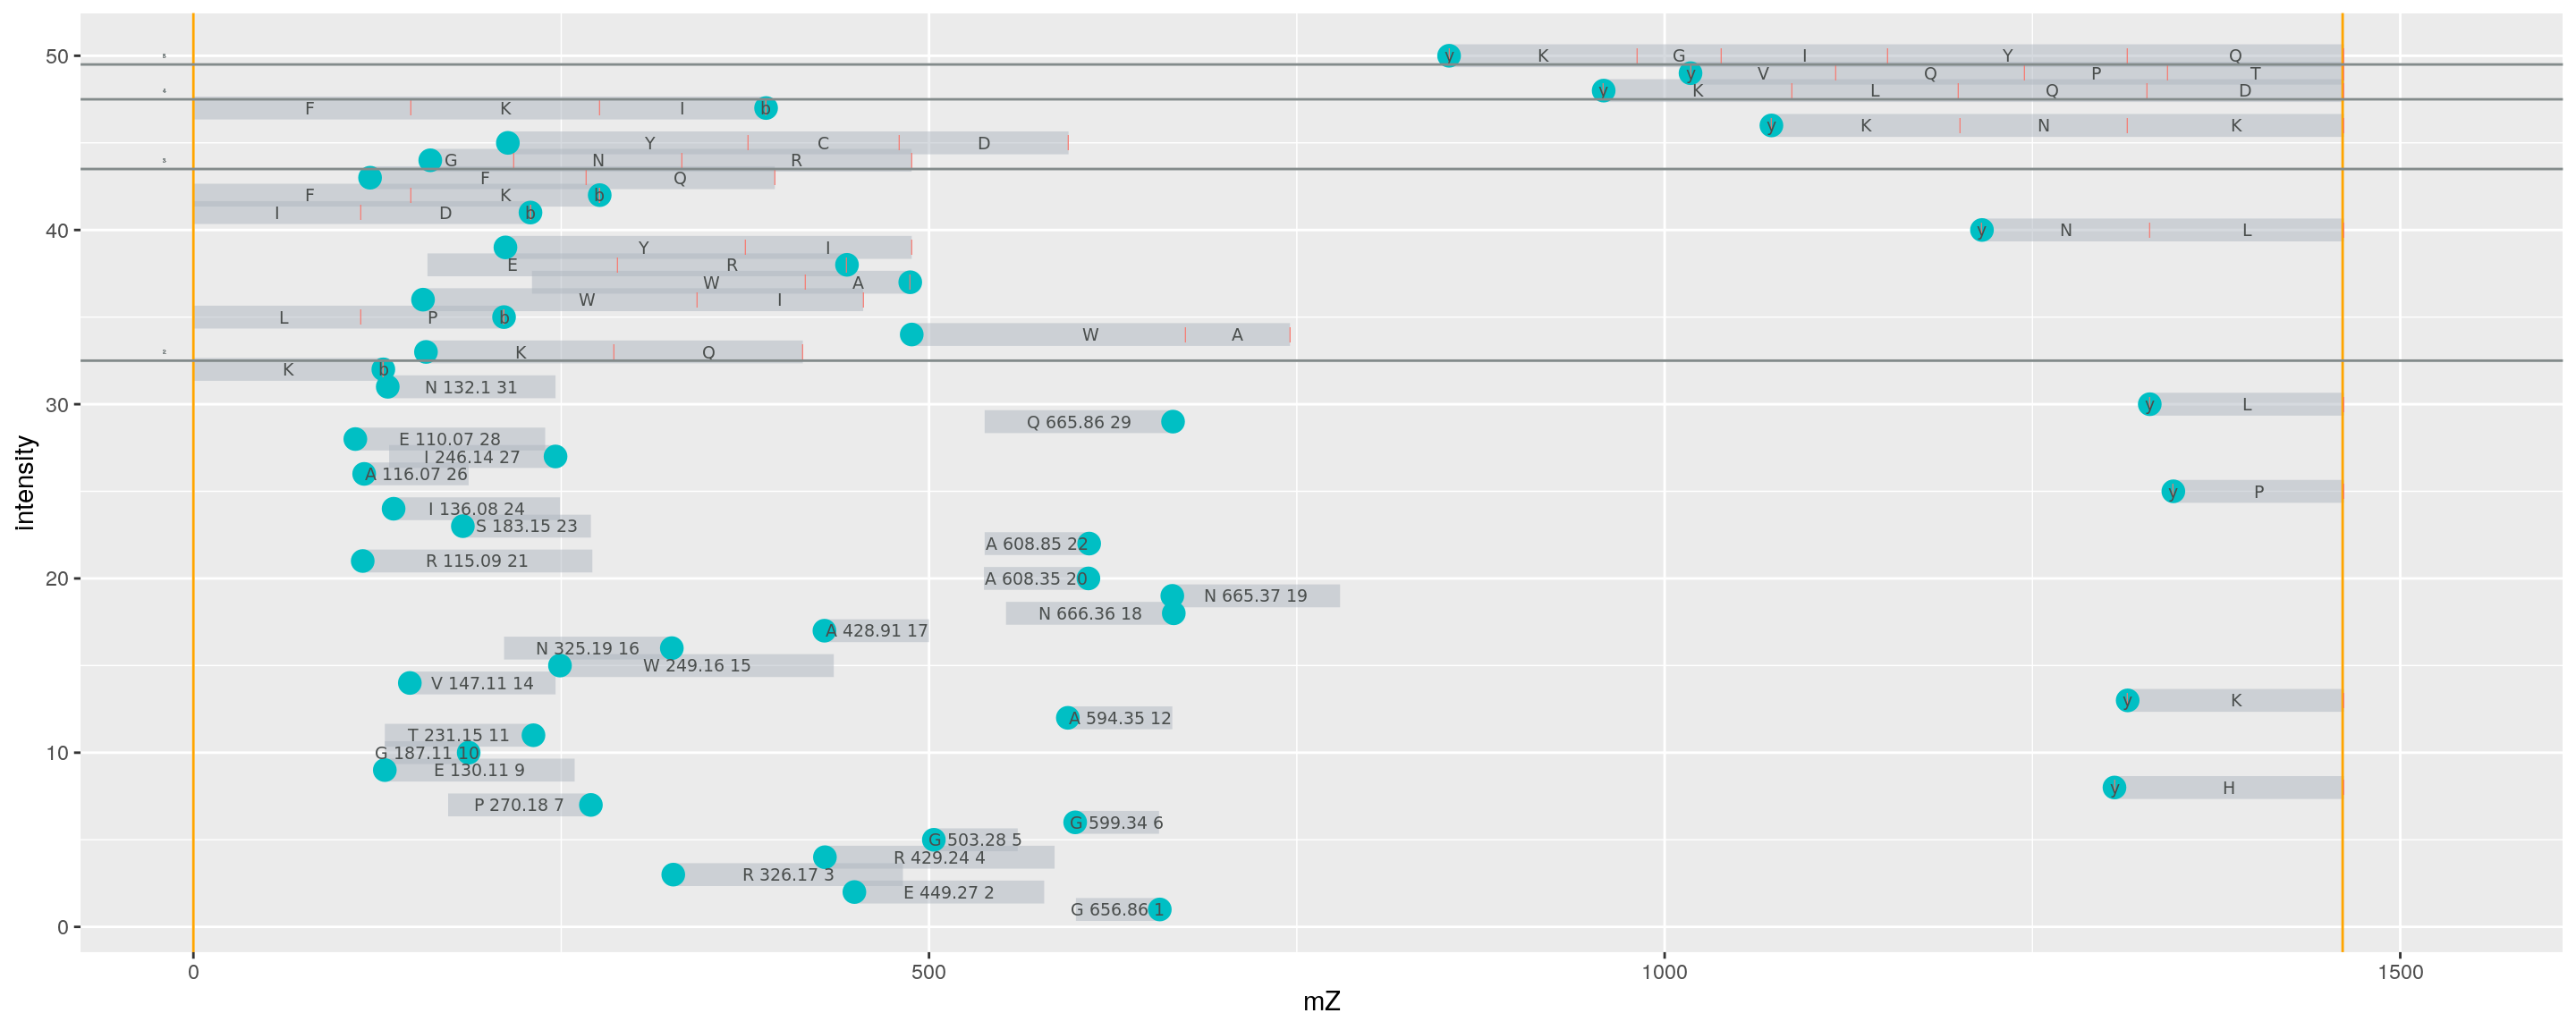 50
5
y K G I Y Q
y V Q P T
4
y K L Q D
F K I b
y K N K
Y C D
3
G N R
F Q
F K b
I D b
40
y N L
Y I
E R
W A
W I
L P b
W A
2
K Q
K b
N 132.1 31
30
y L
Q 665.86 29
E 110.07 28
I 246.14 27
A 116.07 26
y P
I 136.08 24
S 183.15 23
A 608.85 22
R 115.09 21
20
A 608.35 20
N 665.37 19
N 666.36 18
A 428.91 17
N 325.19 16
W 249.16 15
V 147.11 14
y K
A 594.35 12
T 231.15 11
10
G 187.11 10
E 130.11 9
y H
P 270.18 7
G 599.34 6
G 503.28 5
R 429.24 4
R 326.17 3
E 449.27 2
G 656.86 1
0
intensity
0 500 1000 1500
mZ